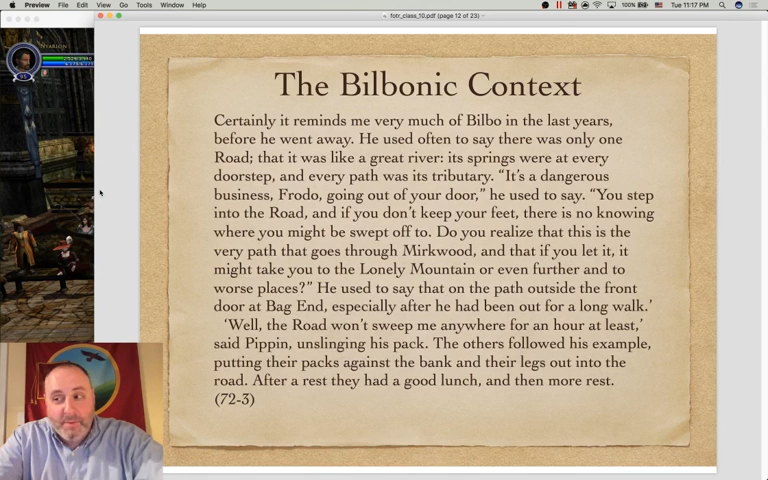 Preview File Edit View Go Tools Window Help
100% Tue 11:17 PM
fotr_class_10.pdf (page 12 of 23)
The Bilbonic Context
Certainly it reminds me very much of Bilbo in the last years,
before he went away. He used often to say there was only one
Road; that it was like a great river: its springs were at every
doorstep, and every path was its tributary. “It’s a dangerous
business, Frodo, going out of your door,” he used to say. “You step
into the Road, and if you don’t keep your feet, there is no knowing
where you might be swept off to. Do you realize that this is the
very path that goes through Mirkwood, and that if you let it, it
might take you to the Lonely Mountain or even further and to
worse places?” He used to say that on the path outside the front
door at Bag End, especially after he had been out for a long walk.’
‘Well, the Road won’t sweep me anywhere for an hour at least,’
said Pippin, unslinging his pack. The others followed his example,
putting their packs against the bank and their legs out into the
road. After a rest they had a good lunch, and then more rest.
(72-3)
95